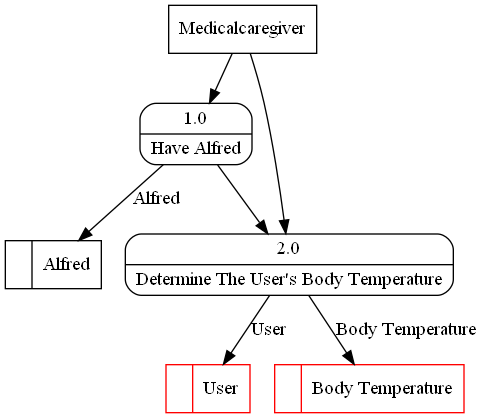 Medicalcaregiver
1.0
Have Alfred
Alfred
Alfred
2.0
Determine The User's Body Temperature
User
Body Temperature
User
Body Temperature